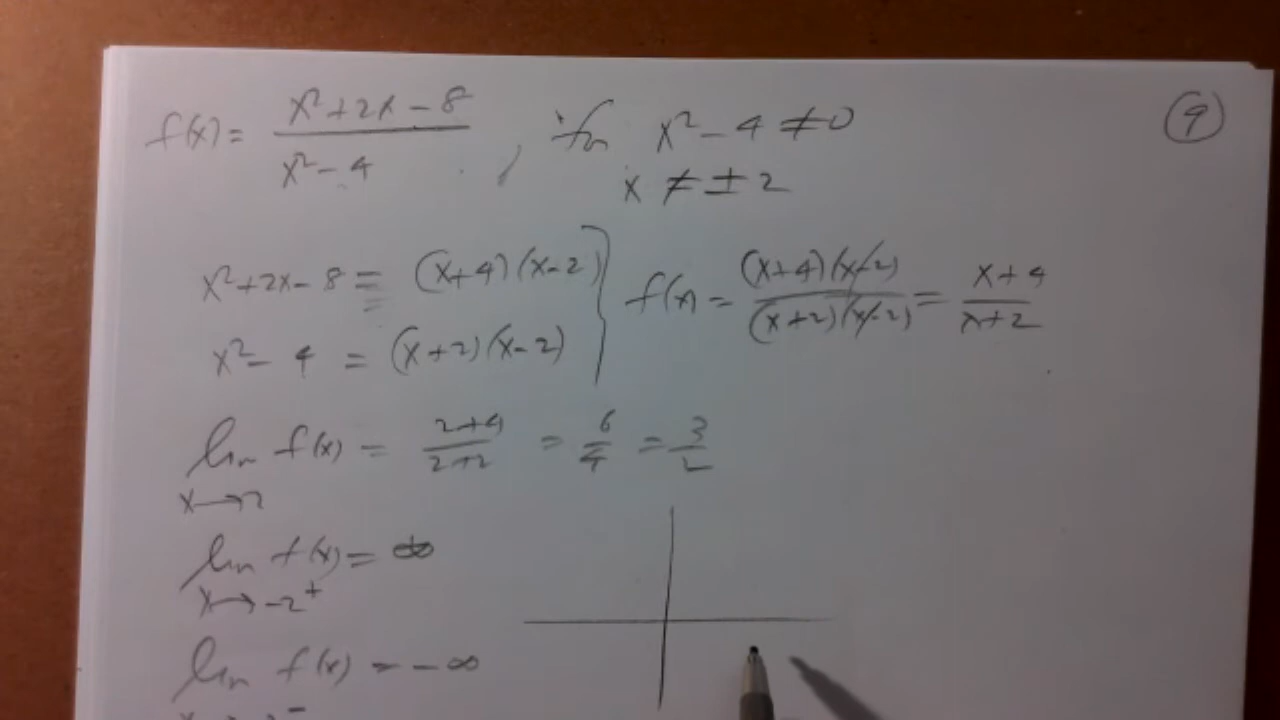 f(x) = (x²+2x-8)/(x²-4), for x²-4≠0 ⑨
x ≠ ±2
x²+2x-8 = (x+4)(x-2)
x²-4 = (x+2)(x-2)
f(x) = (x+4)(x-2)/(x+2)(x-2) = (x+4)/(x+2)
lim f(x) = (2+4)/(2+2) = 6/4 = 3/2
x→2
lim f(x) = ∞
x→-2⁺
lim f(x) = -∞